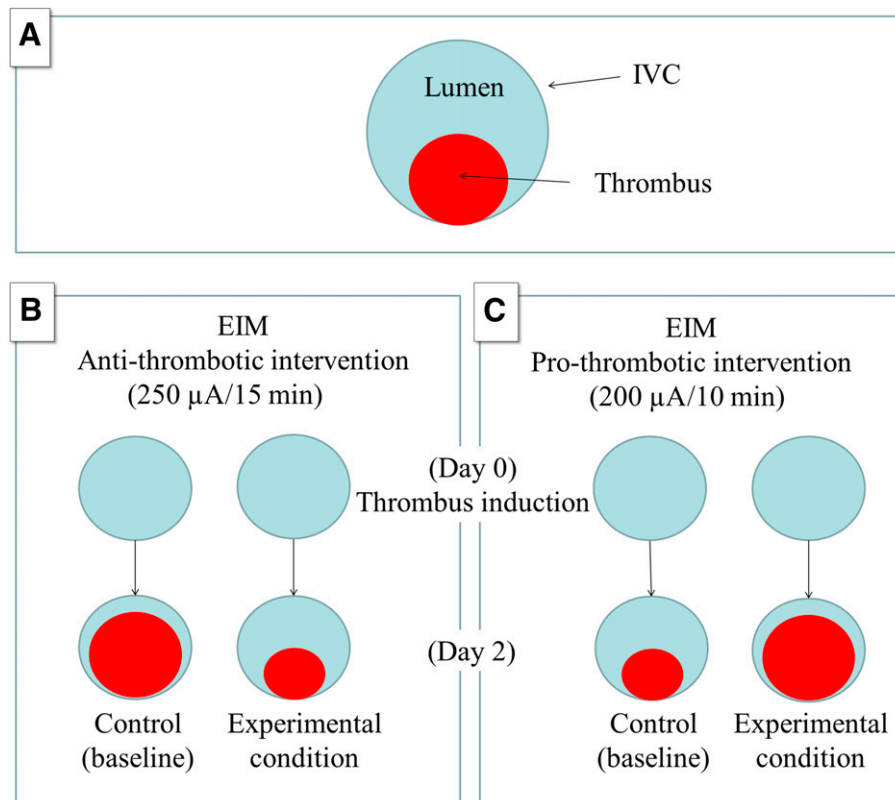 A
Lumen
IVC
Thrombus
B
EIM
Anti-thrombotic intervention
(250 µA/15 min)
C
EIM
Pro-thrombotic intervention
(200 µA/10 min)
(Day 0)
Thrombus induction
(Day 2)
Control
(baseline)
Experimental
condition
Control
(baseline)
Experimental
condition